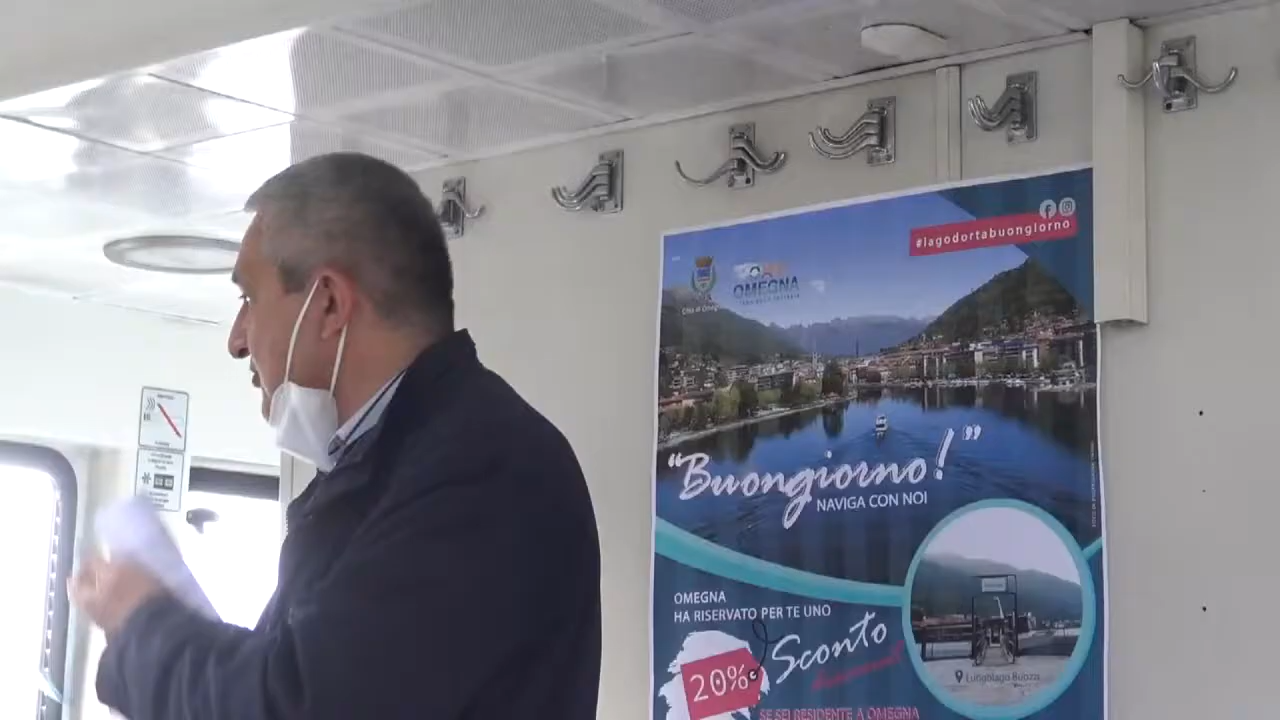 #lagodortabuongiorno
OMEGNA
"Buongiorno!"
NAVIGA CON NOI
OMEGNA
HA RISERVATO PER TE UNO
Sconto
20%
SE SEI RESIDENTE A OMEGNA
Lungolago Buozzi